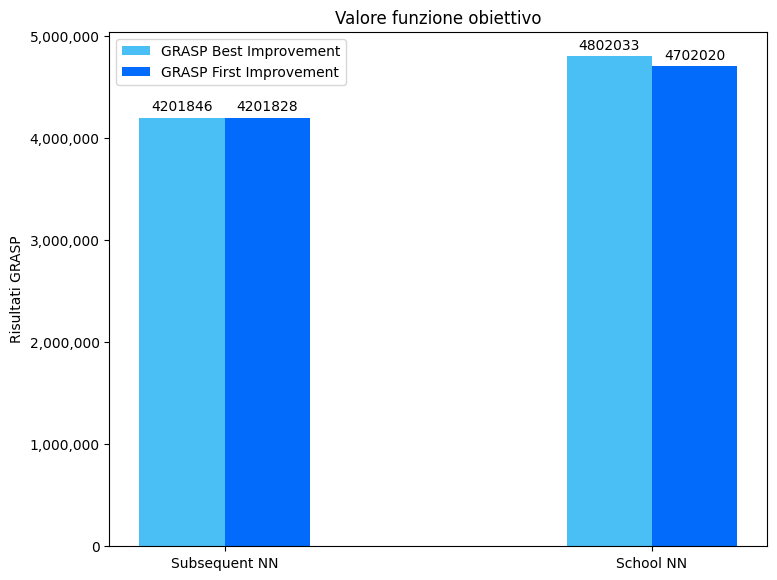 Valore funzione obiettivo
GRASP Best Improvement
GRASP First Improvement
4201846
4201828
4802033
4702020
Risultati GRASP
5,000,000
4,000,000
3,000,000
2,000,000
1,000,000
0
Subsequent NN
School NN